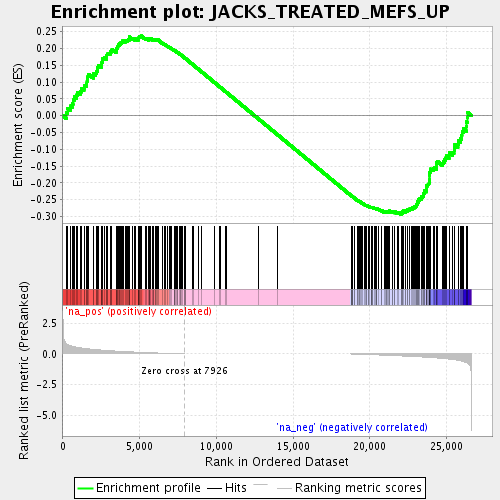 Enrichment plot: JACKS_TREATED_MEFS_UP
Enrichment score (ES)
0.25
0.20
0.15
0.10
0.05
0.00
-0.05
-0.10
-0.15
-0.20
-0.25
-0.30
'na_pos' (positively correlated)
Ranked list metric (PreRanked)
2.5
0.0
-2.5
-5.0
Zero cross at 7926
'na_neg' (negatively correlated)
0 5,000 10,000 15,000 20,000 25,000
Rank in Ordered Dataset
Enrichment profile Hits Ranking metric scores